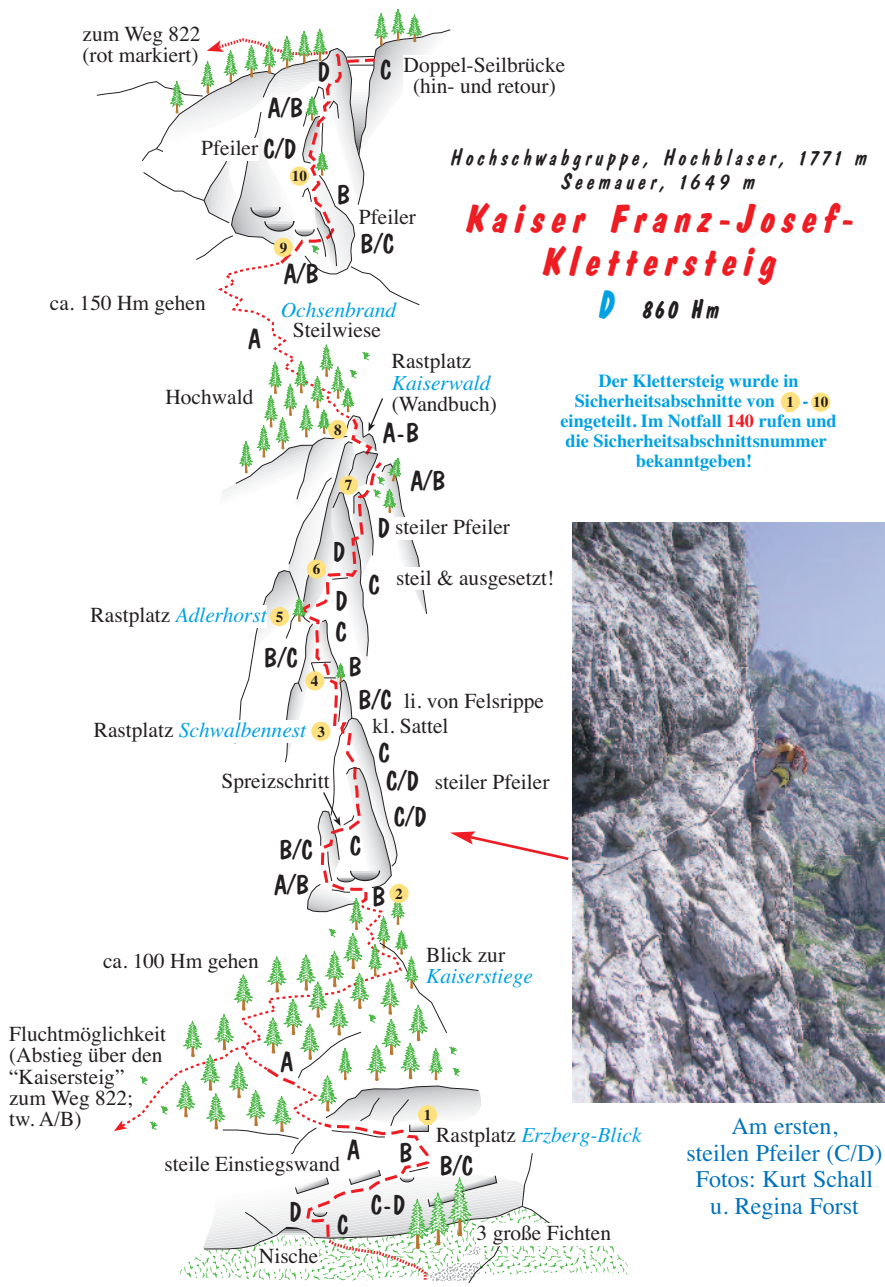 zum Weg 822
(rot markiert)
D
C
Doppel-Seilbrücke
(hin- und retour)
A/B
Pfeiler C/D
10
B
Pfeiler
B/C
9
A/B
ca. 150 Hm gehen
Ochsenbrand
Steilwiese
A
Rastplatz
Kaiserwald
(Wandbuch)
Hochwald
8
A-B
7
A/B
D steiler Pfeiler
D
6
C
steil & ausgesetzt!
D
Rastplatz Adlerhorst 5
C
B/C
B
4
B/C li. von Felsrippe
Rastplatz Schwalbennest 3
kl. Sattel
C
Spreizschritt
C/D steiler Pfeiler
C/D
B/C
C
A/B
B
2
ca. 100 Hm gehen
Blick zur
Kaiserstiege
Fluchtmöglichkeit
(Abstieg über den
“Kaisersteig”
zum Weg 822;
tw. A/B)
A
1
Rastplatz Erzberg-Blick
A
B
B/C
steile Einstiegswand
C-D
D
C
3 große Fichten
Nische
Hochschwabgruppe, Hochblaser, 1771 m
Seemauer, 1649 m
Kaiser Franz-Josef-
Klettersteig
D 860 Hm
Der Klettersteig wurde in
Sicherheitsabschnitte von 1 - 10
eingeteilt. Im Notfall 140 rufen und
die Sicherheitsabschnittsnummer
bekanntgeben!
Am ersten,
steilen Pfeiler (C/D)
Fotos: Kurt Schall
u. Regina Forst